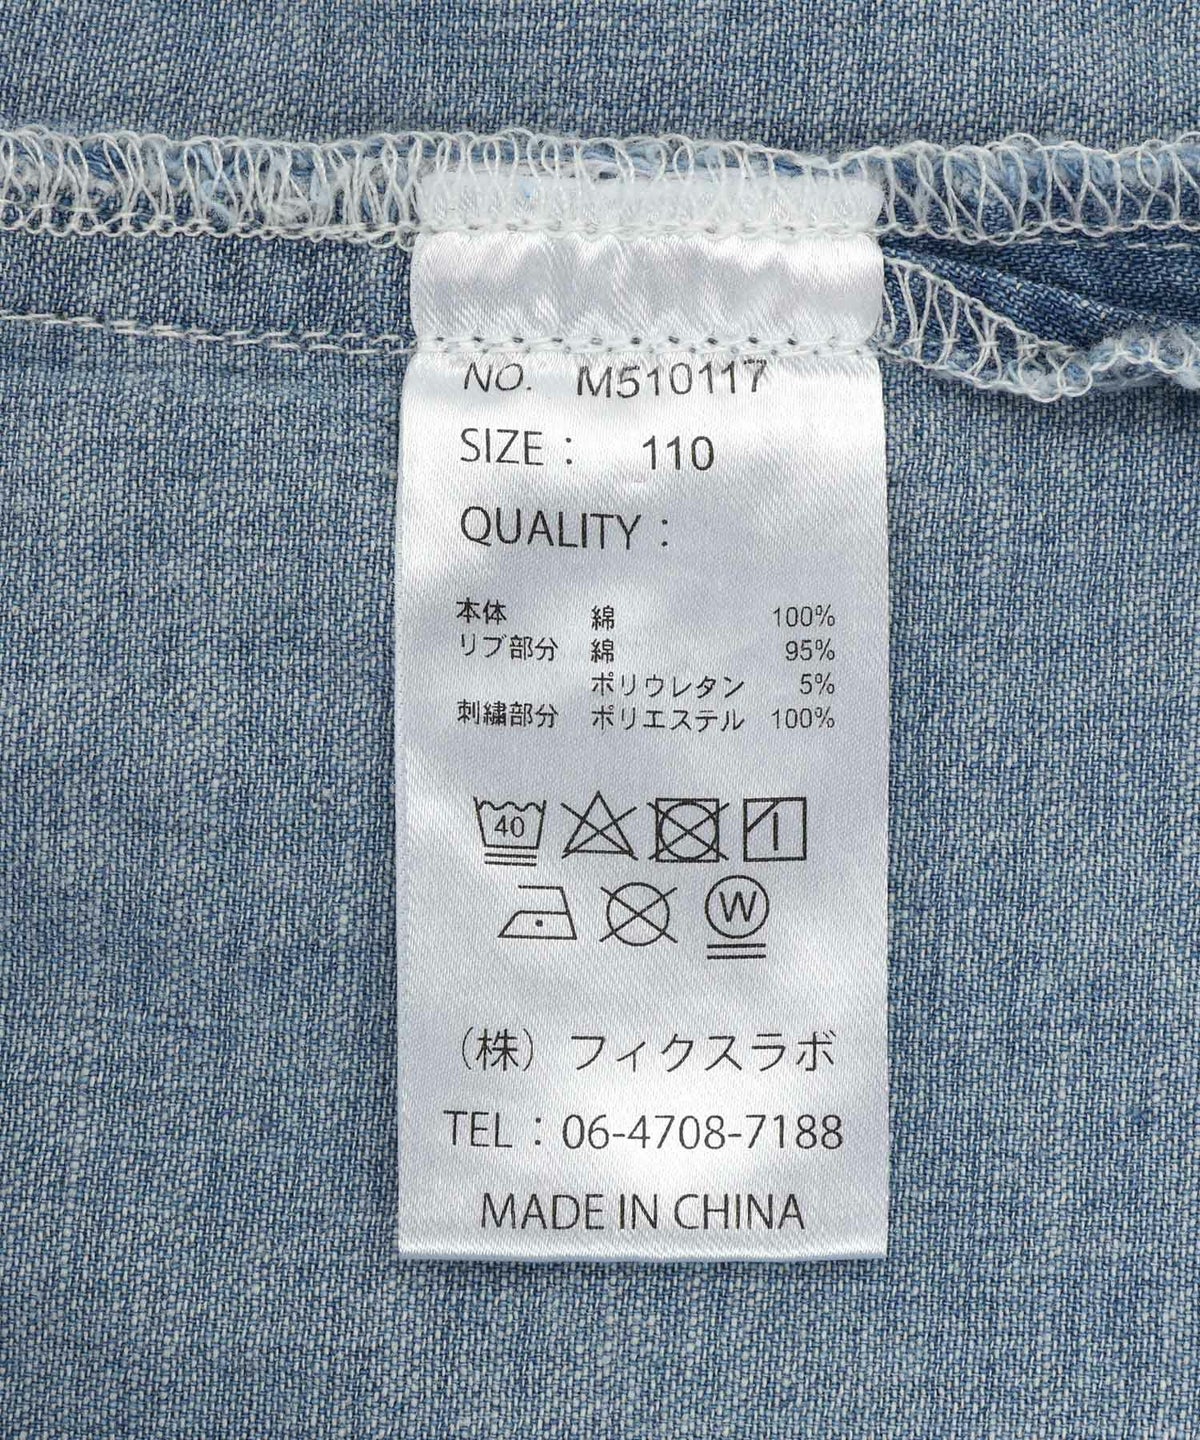 NO. M510117
SIZE : 110
QUALITY :
本体 綿 100%
リブ部分 綿 95%
ポリウレタン 5%
刺繍部分 ポリエステル 100%
40
W
(株) フィクスラボ
TEL : 06-4708-7188
MADE IN CHINA